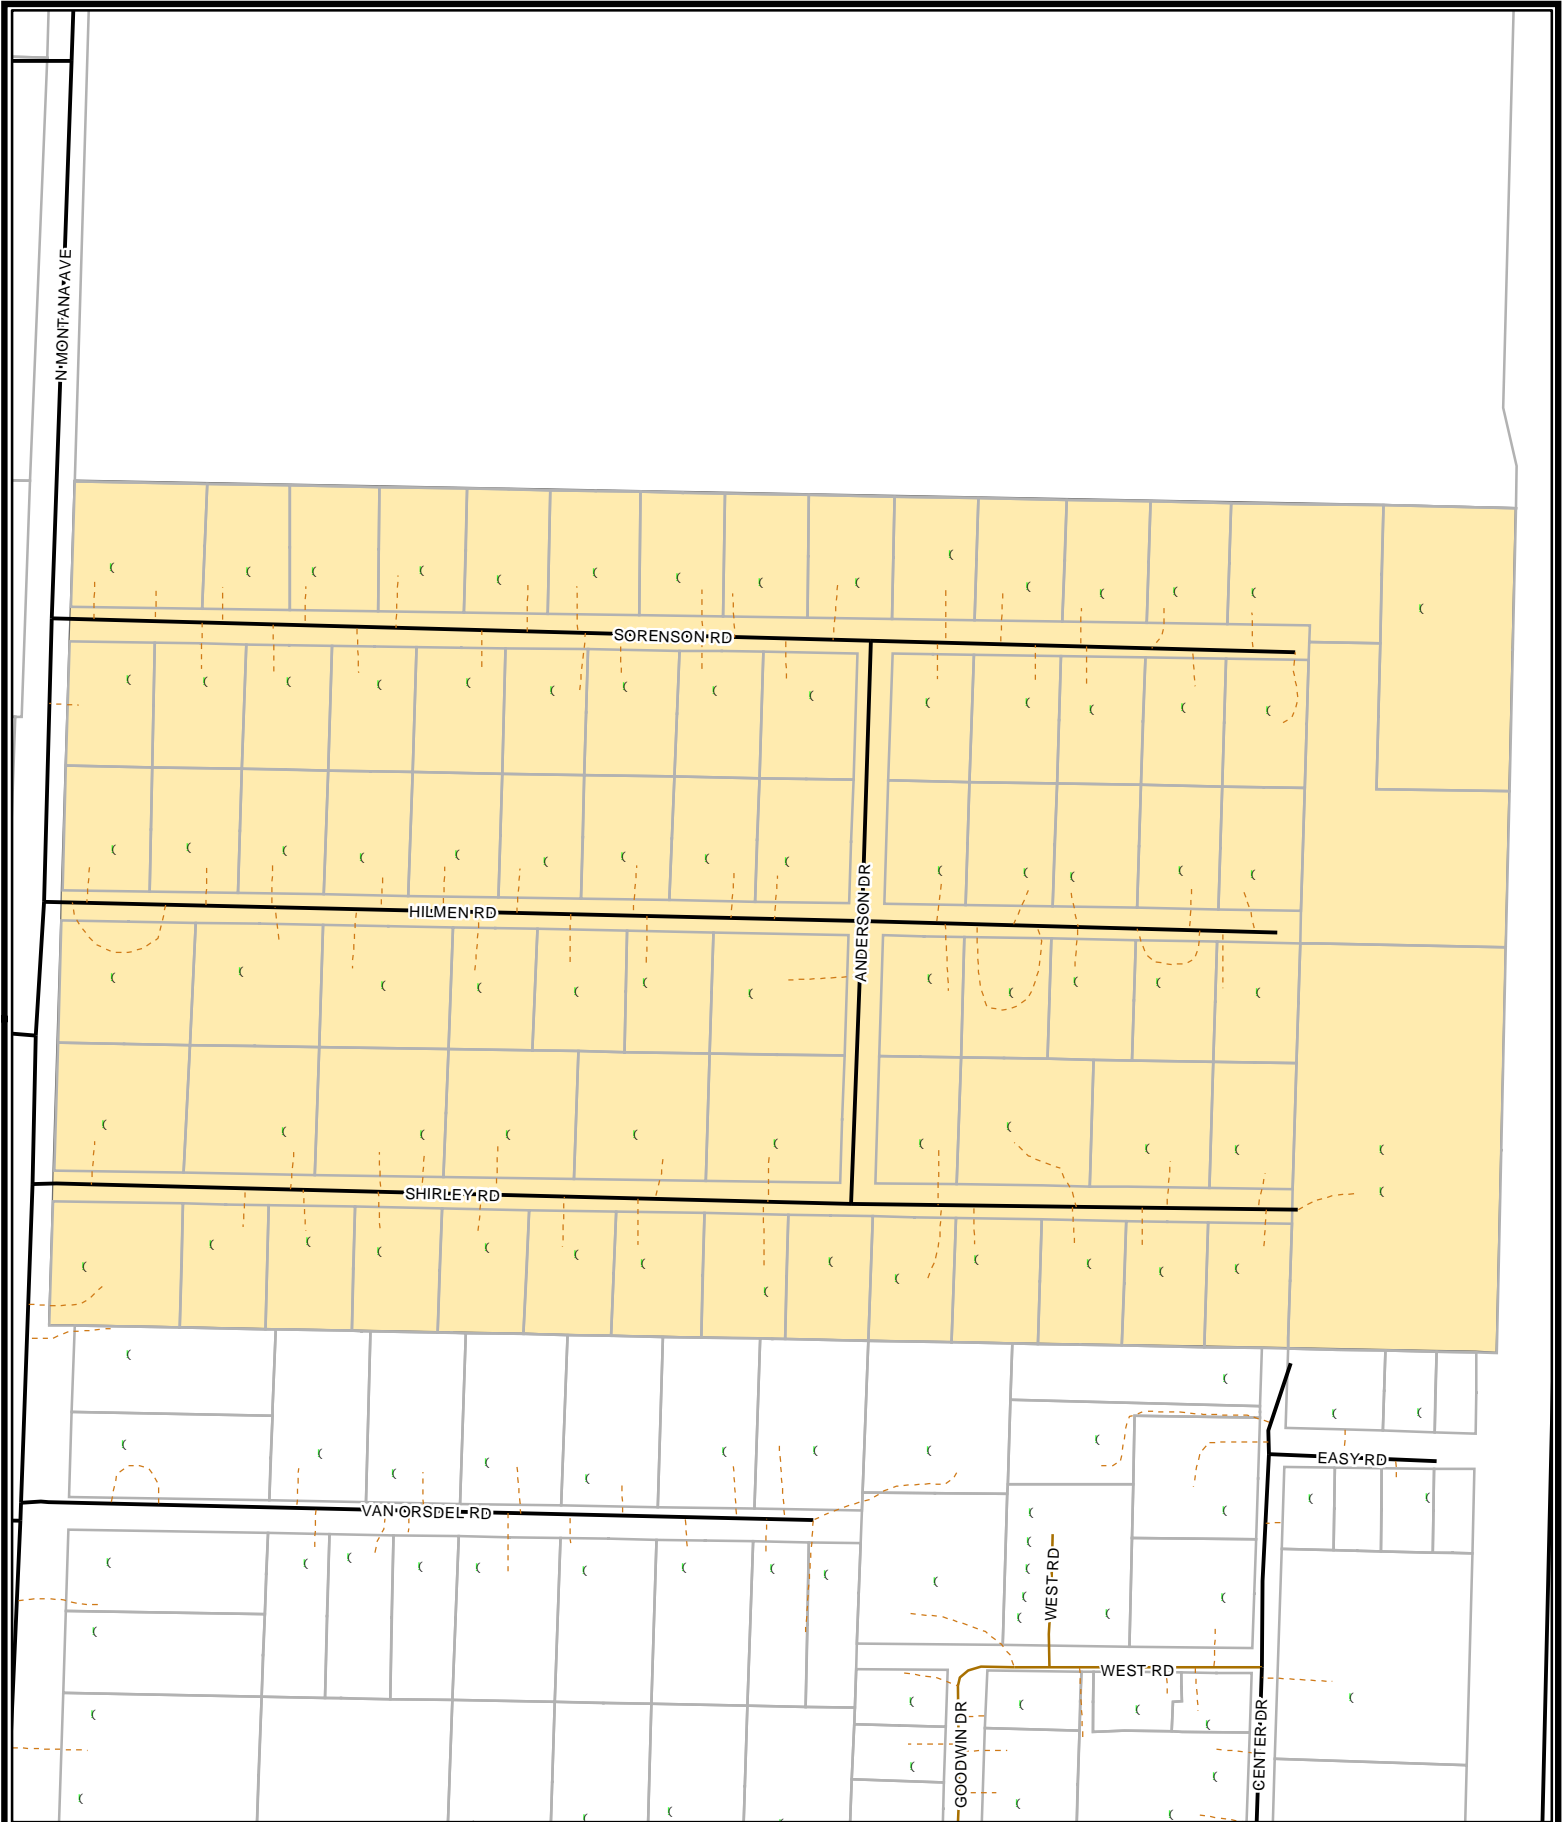 N MONTANA AVE
SORENSON RD
ANDERSON DR
HILMEN RD
SHIRLEY RD
EASY RD
VAN ORSDEL RD
WEST RD
WEST RD
GOODWIN DR
CENTER DR